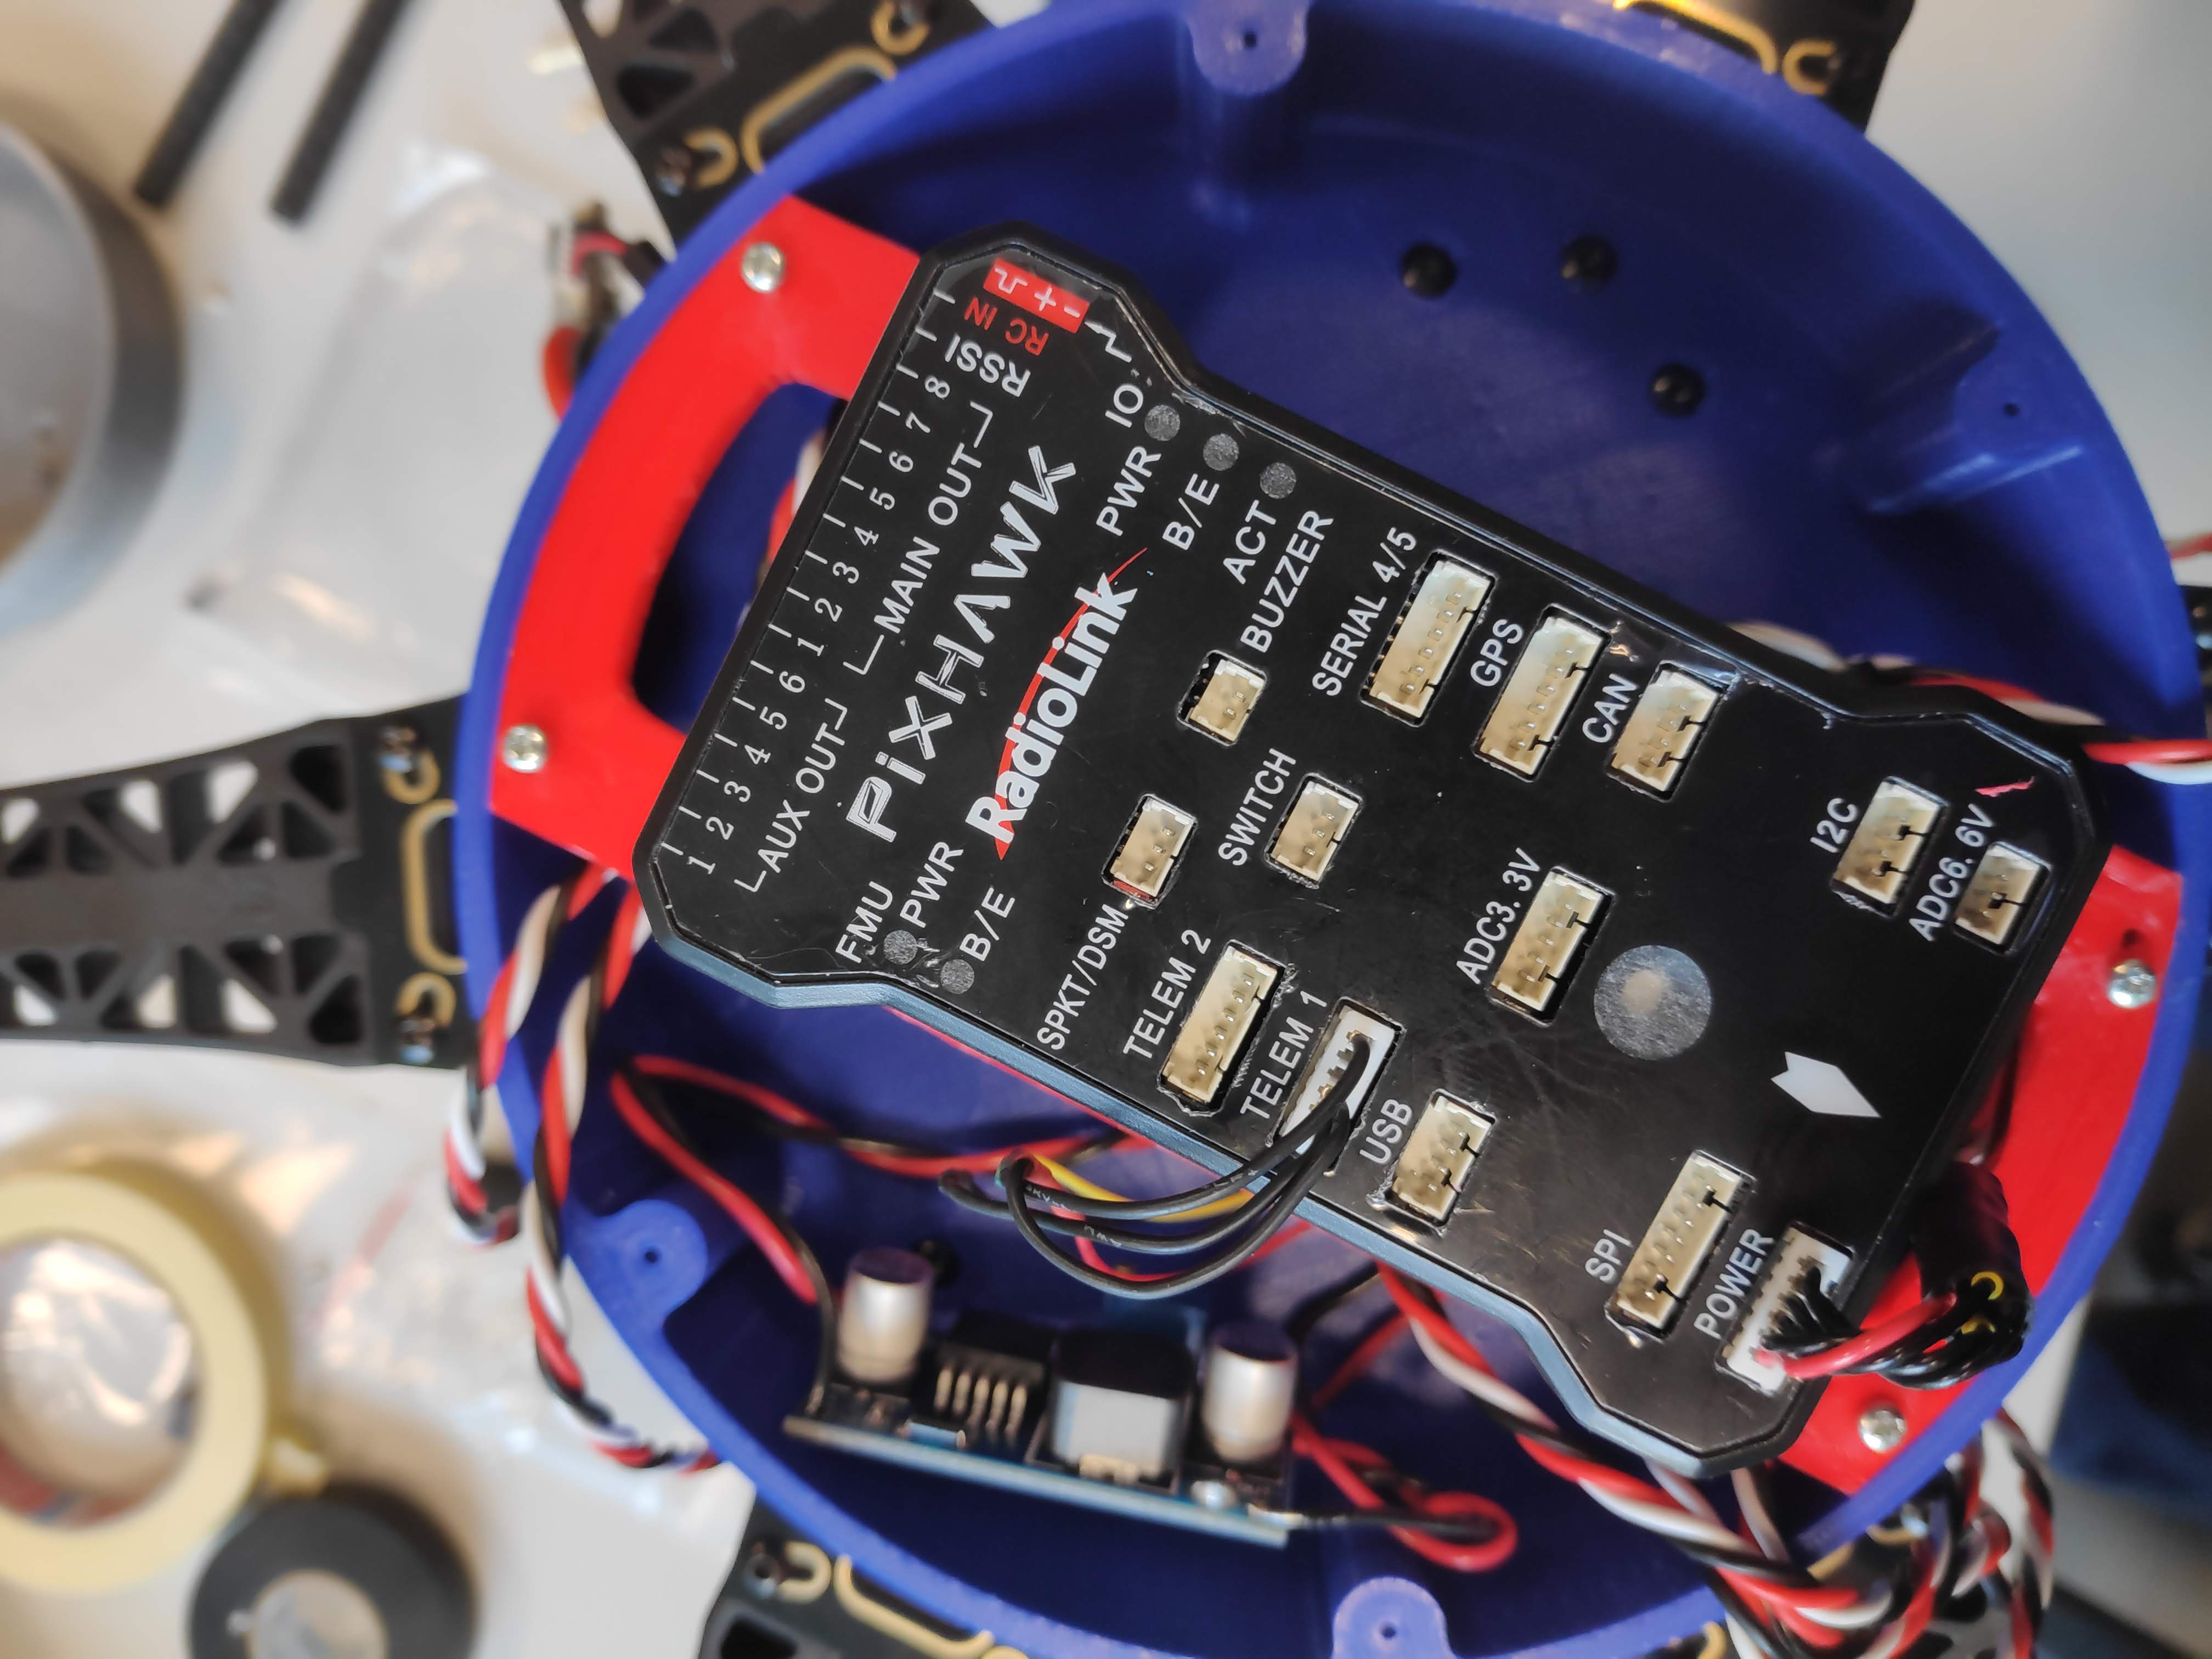 1 2 3 4 5 6 1 2 3 4 5 6 7 8 RSSI RC IN
AUX OUT
MAIN OUT
+
-
PiXHAWK
RadioLink
FMU
PWR
B/E
IO
PWR
B/E
ACT
SPKT/DSM
TELEM 2
TELEM 1
SWITCH
BUZZER
USB
SERIAL 4/5
ADC3.3V
GPS
CAN
SPI
POWER
I2C
ADC6.6V